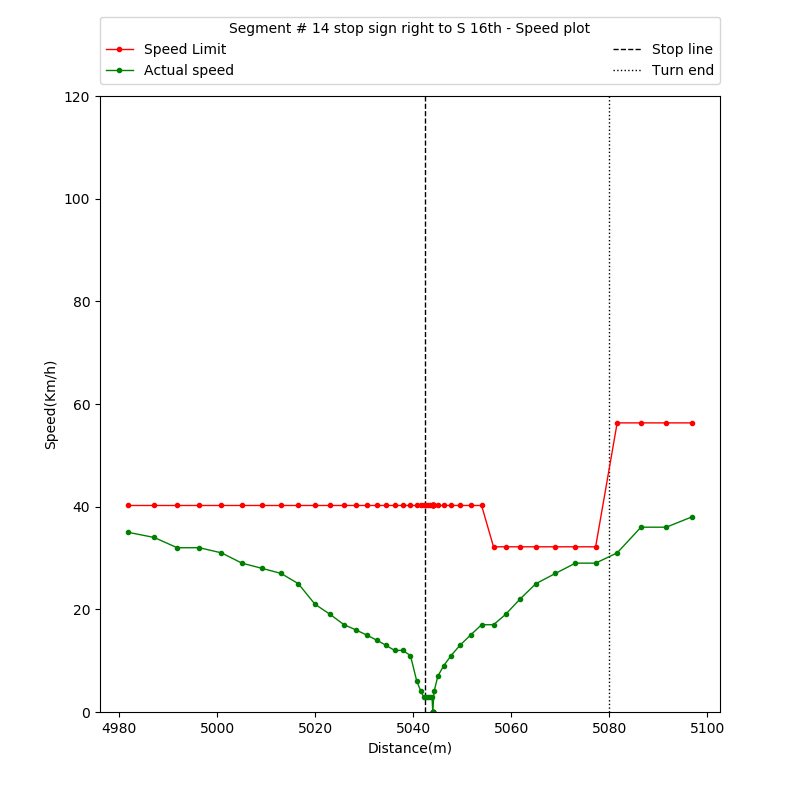 Segment # 14 stop sign right to S 16th - Speed plot
Speed Limit
Actual speed
Stop line
Turn end
120
100
80
60
40
20
0
Speed(Km/h)
4980 5000 5020 5040 5060 5080 5100
Distance(m)